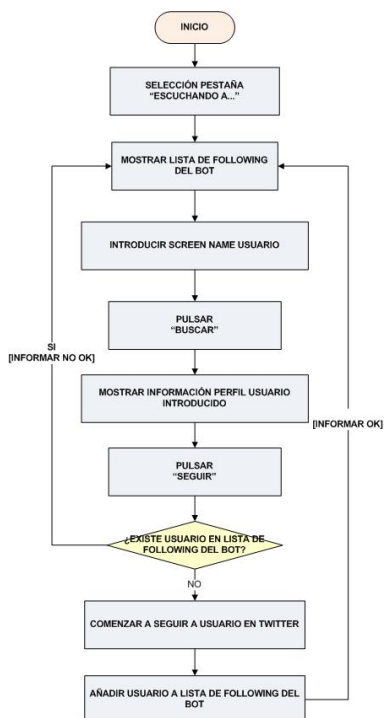 INICIO
SELECCIÓN PESTAÑA
“ESCUCHANDO A...”
MOSTRAR LISTA DE FOLLOWING
DEL BOT
INTRODUCIR SCREEN NAME USUARIO
PULSAR
“BUSCAR”
SI
[INFORMAR NO OK]
MOSTRAR INFORMACIÓN PERFIL USUARIO
INTRODUCIDO
[INFORMAR OK]
PULSAR
“SEGUIR”
¿EXISTE USUARIO EN LISTA DE
FOLLOWING DEL BOT?
NO
COMENZAR A SEGUIR A USUARIO EN TWITTER
AÑADIR USUARIO A LISTA DE FOLLOWING DEL
BOT